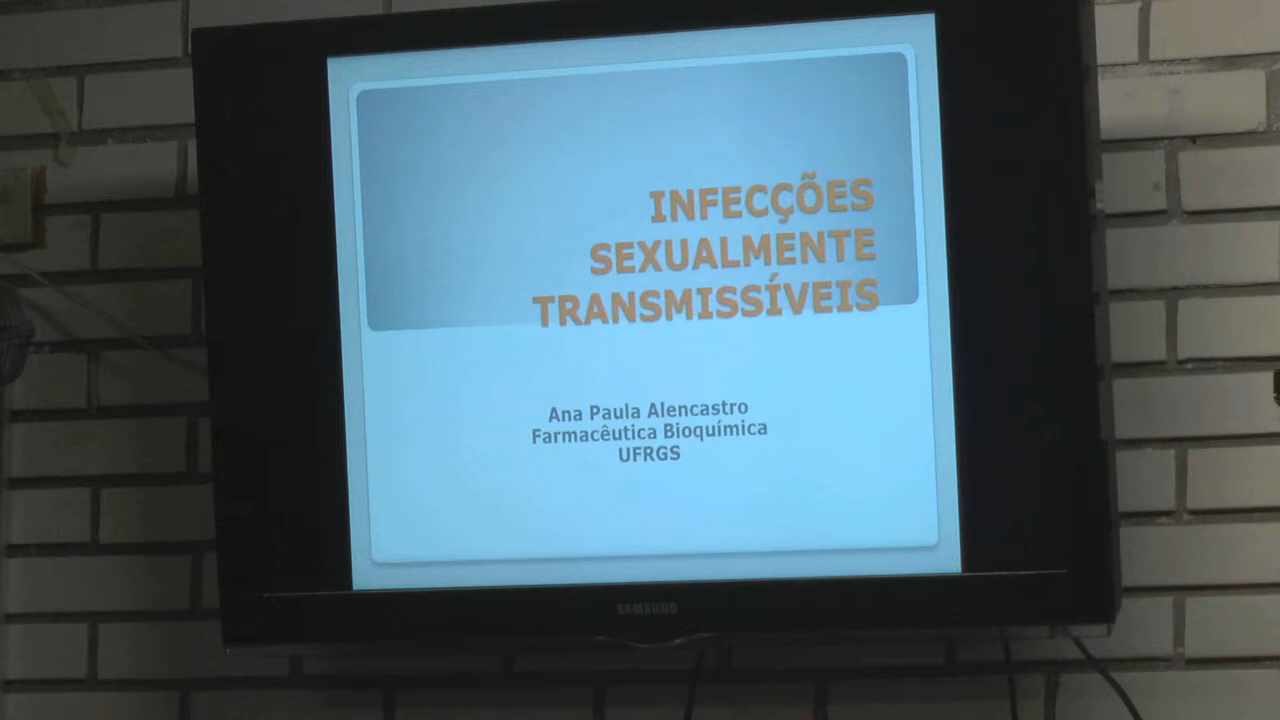 INFECÇÕES
SEXUALMENTE
TRANSMISSÍVEIS
Ana Paula Alencastro
Farmacêutica Bioquímica
UFRGS
SAMSUNG